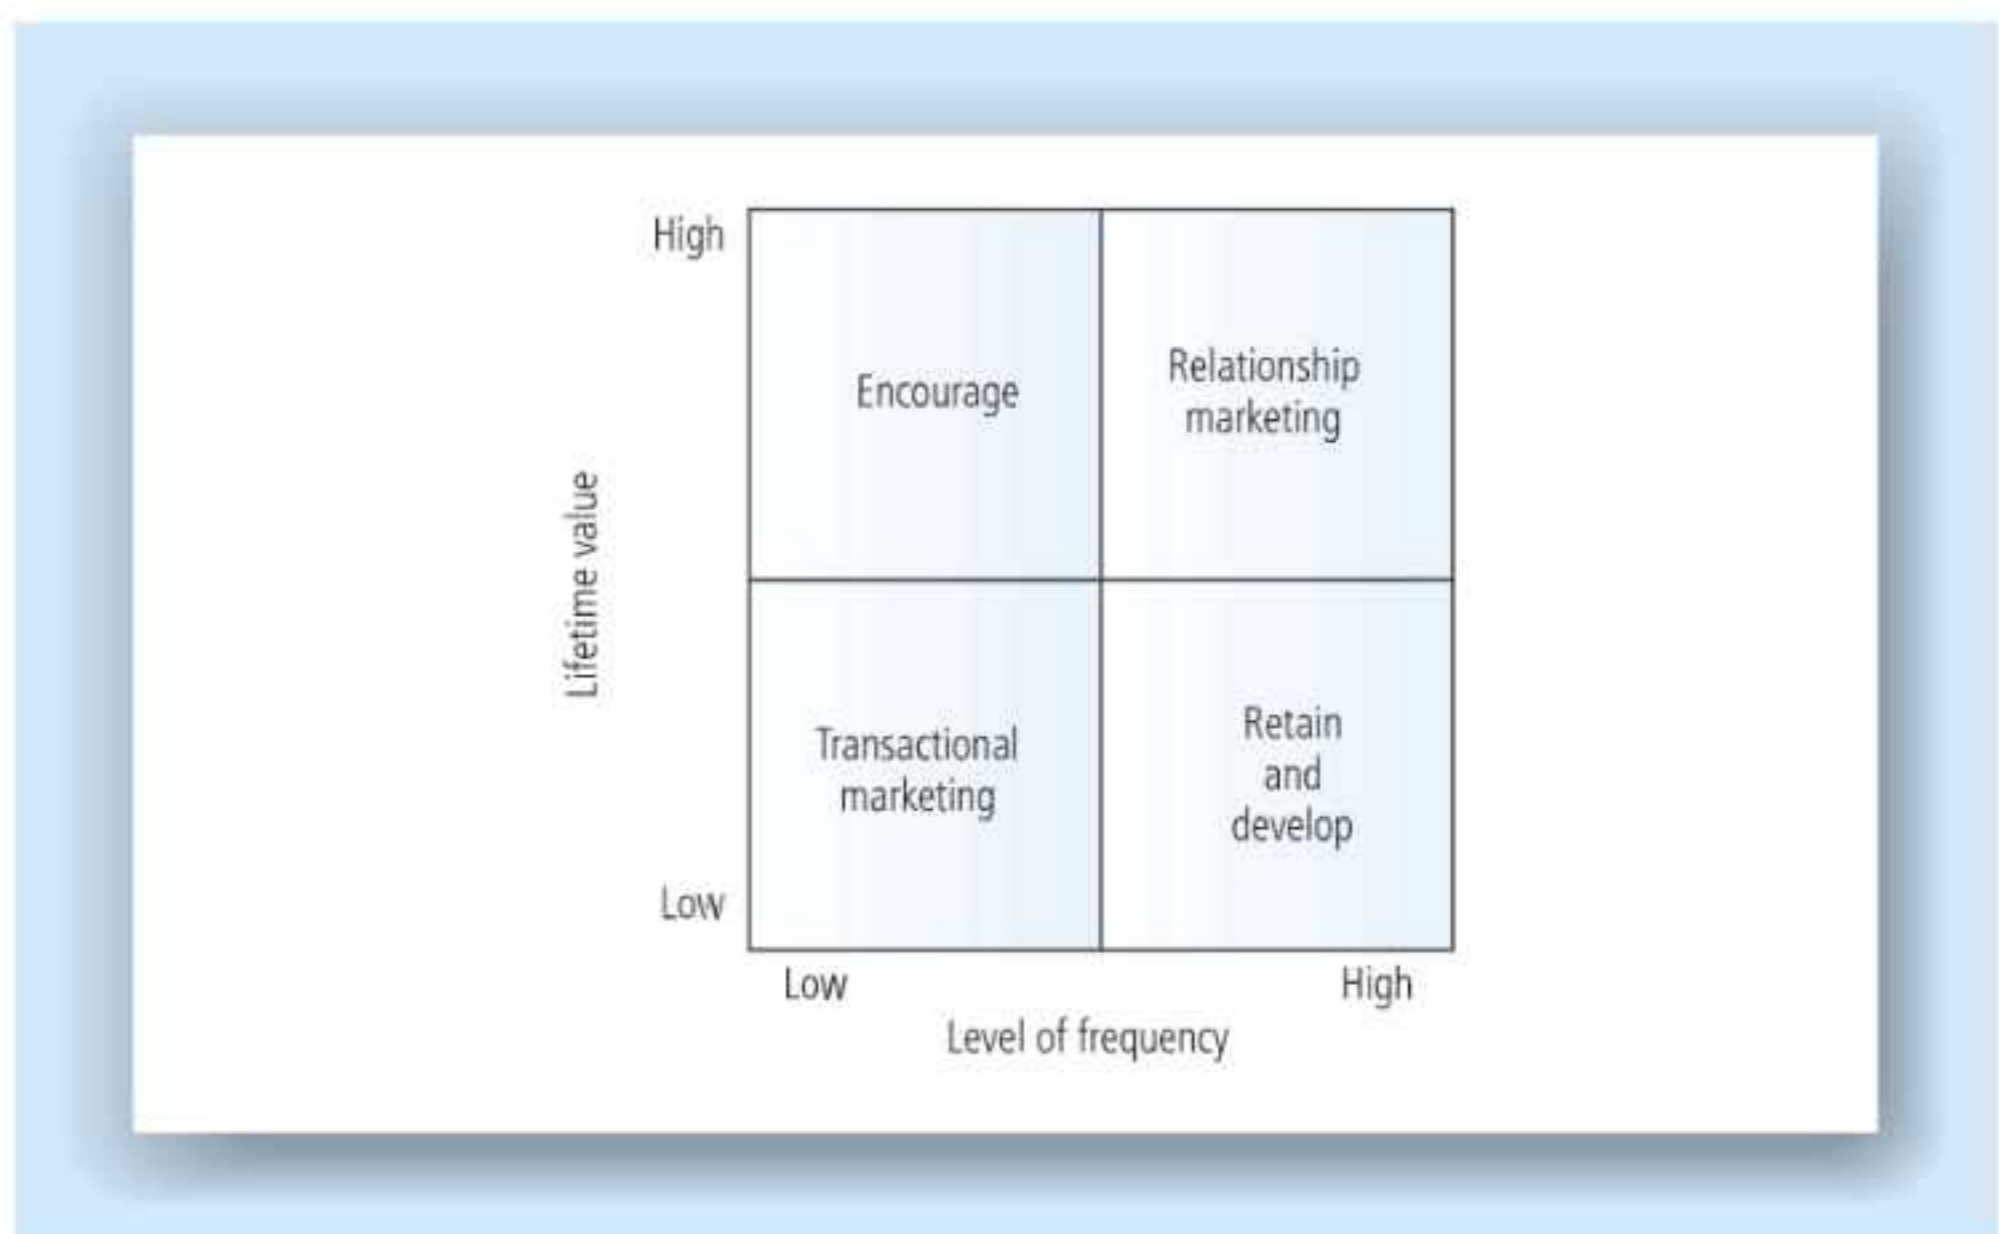 High
Encourage
Relationship
marketing
Lifetime value
Transactional
marketing
Retain
and
develop
Low
Low
High
Level of frequency